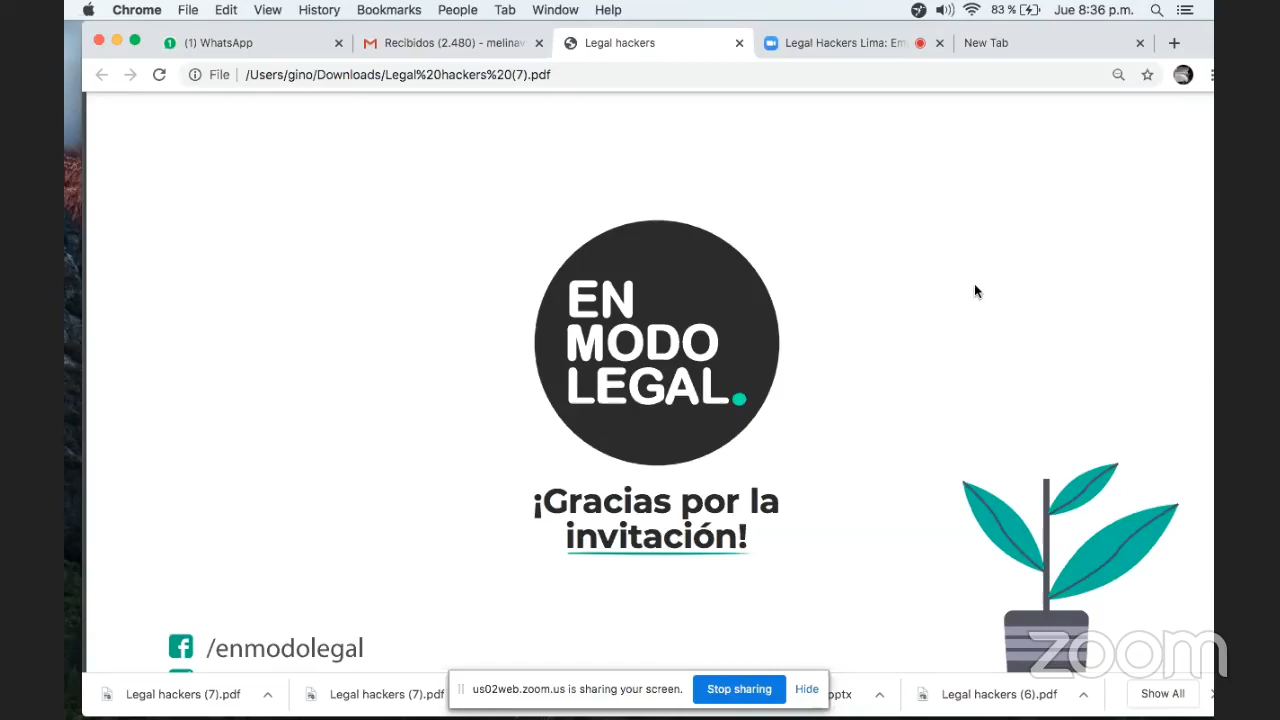 Chrome File Edit View History Bookmarks People Tab Window Help 83 % Jue 8:36 p.m.
(1) WhatsApp Recibidos (2.480) - melinav Legal hackers Legal Hackers Lima: Em New Tab
File /Users/gino/Downloads/Legal%20hackers%20(7).pdf
EN
MODO
LEGAL.
¡Gracias por la
invitación!
/enmodolegal
zoom
us02web.zoom.us is sharing your screen. Stop sharing Hide
Legal hackers (7).pdf Legal hackers (7).pdf pptx Legal hackers (6).pdf Show All